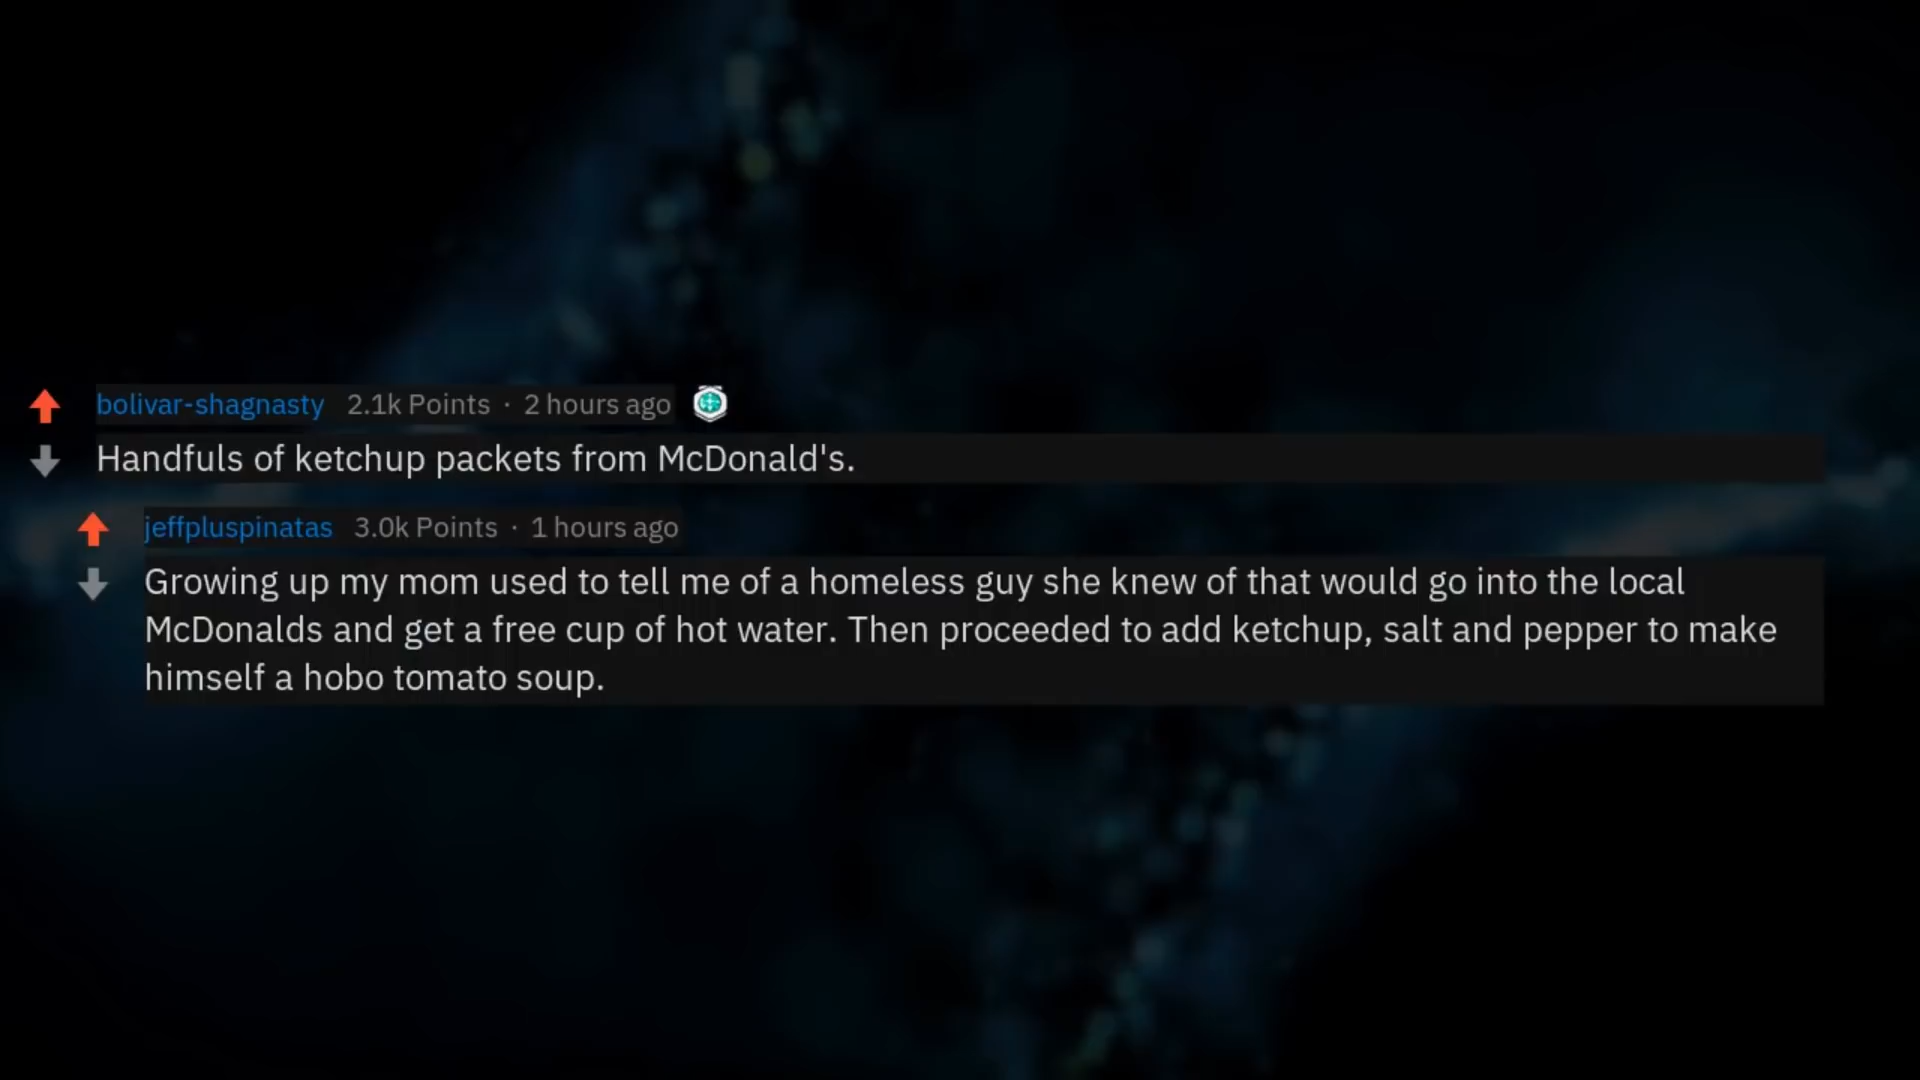 bolivar-shagnasty 2.1k Points · 2 hours ago
Handfuls of ketchup packets from McDonald's.
jeffpluspinatas 3.0k Points · 1 hours ago
Growing up my mom used to tell me of a homeless guy she knew of that would go into the local
McDonalds and get a free cup of hot water. Then proceeded to add ketchup, salt and pepper to make
himself a hobo tomato soup.